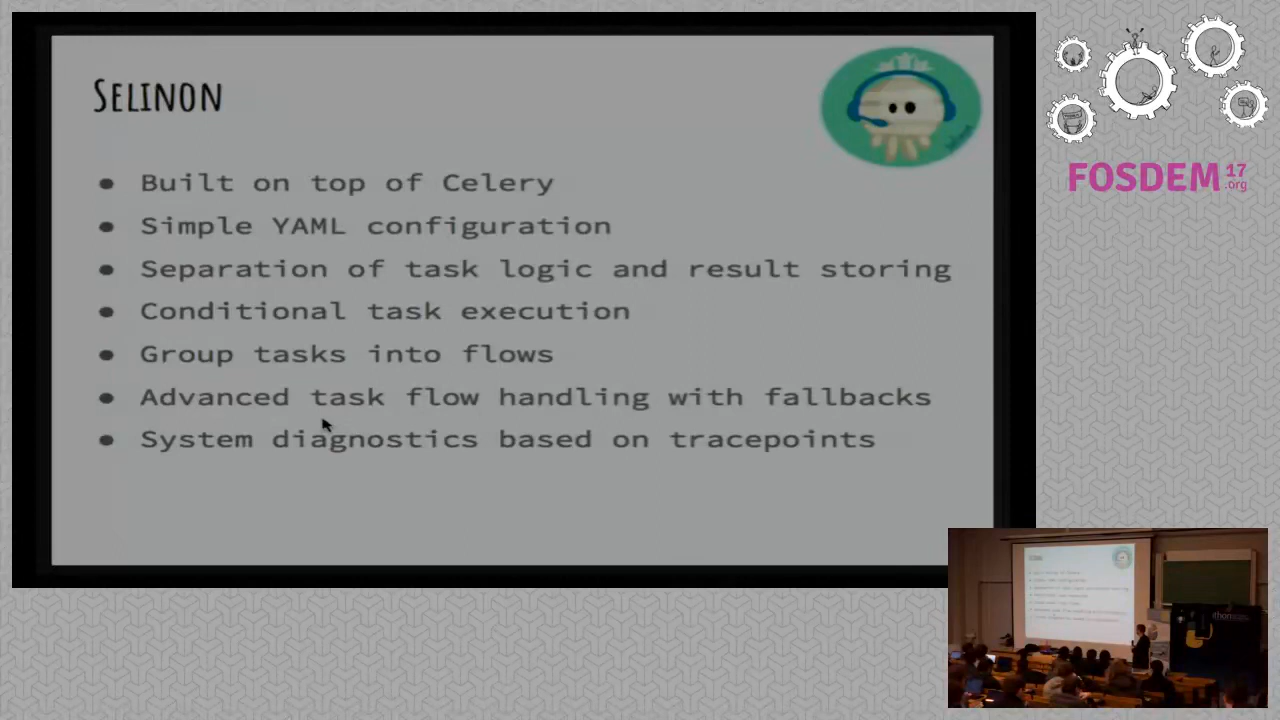 SELINON
● Built on top of Celery
● Simple YAML configuration
● Separation of task logic and result storing
● Conditional task execution
● Group tasks into flows
● Advanced task flow handling with fallbacks
● System diagnostics based on tracepoints
FOSDEM 17
.org